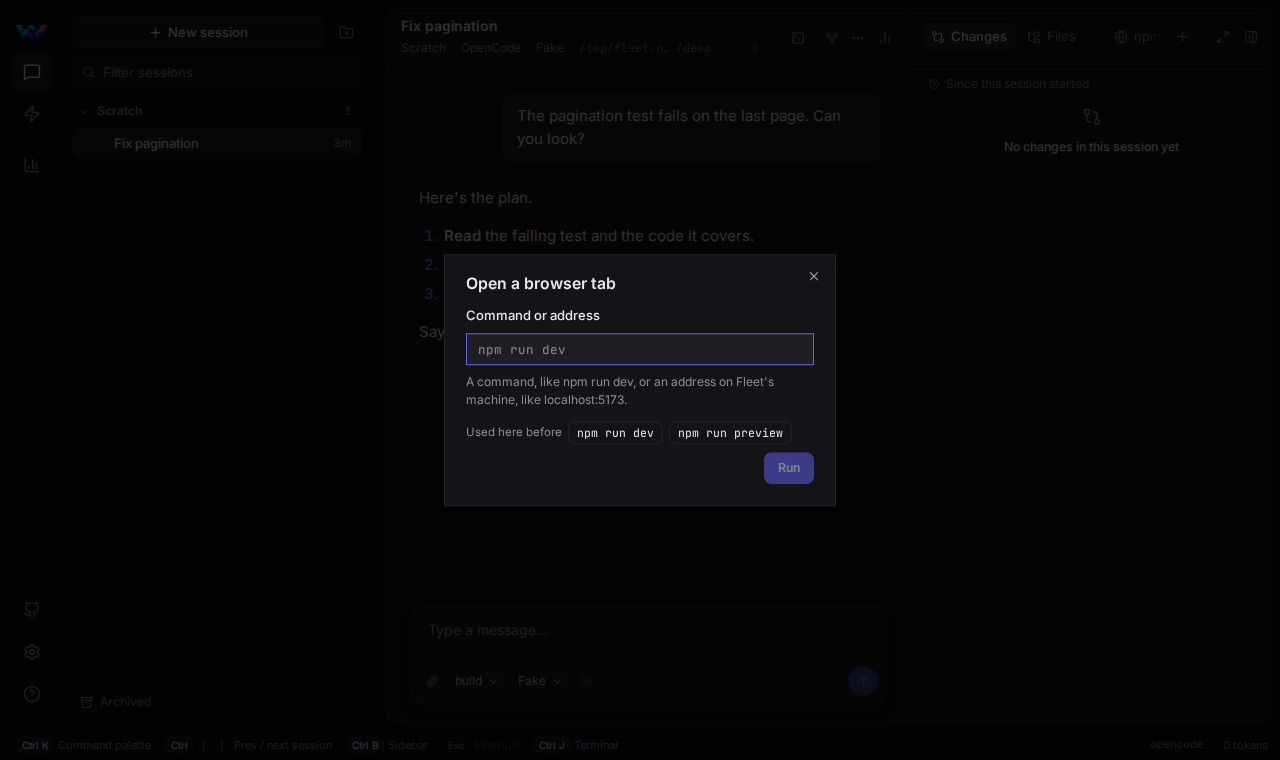 New session
Filter sessions
Scratch 1
Fix pagination 3m
Archived
Fix pagination
Scratch · OpenCode · Fake · /tmp/fleet-n… /demo
The pagination test fails on the last page. Can
you look?
Here's the plan.
1. Read the failing test and the code it covers.
2.
3.
Say
Open a browser tab
Command or address
npm run dev
A command, like npm run dev, or an address on Fleet's
machine, like localhost:5173.
Used here before npm run dev npm run preview
Run
Type a message...
build Fake
Changes Files npm
Since this session started
No changes in this session yet
Ctrl K Command palette Ctrl [ ] Prev / next session Ctrl B Sidebar Esc Interrupt Ctrl J Terminal
opencode 0 tokens